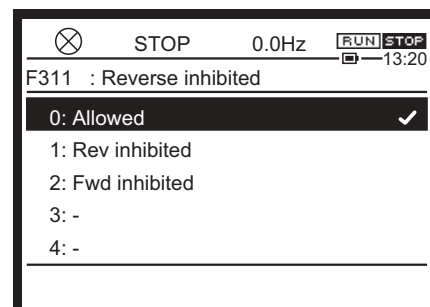 STOP 0.0Hz RUN STOP
13:20
F311 : Reverse inhibited
0: Allowed
1: Rev inhibited
2: Fwd inhibited
3: -
4: -